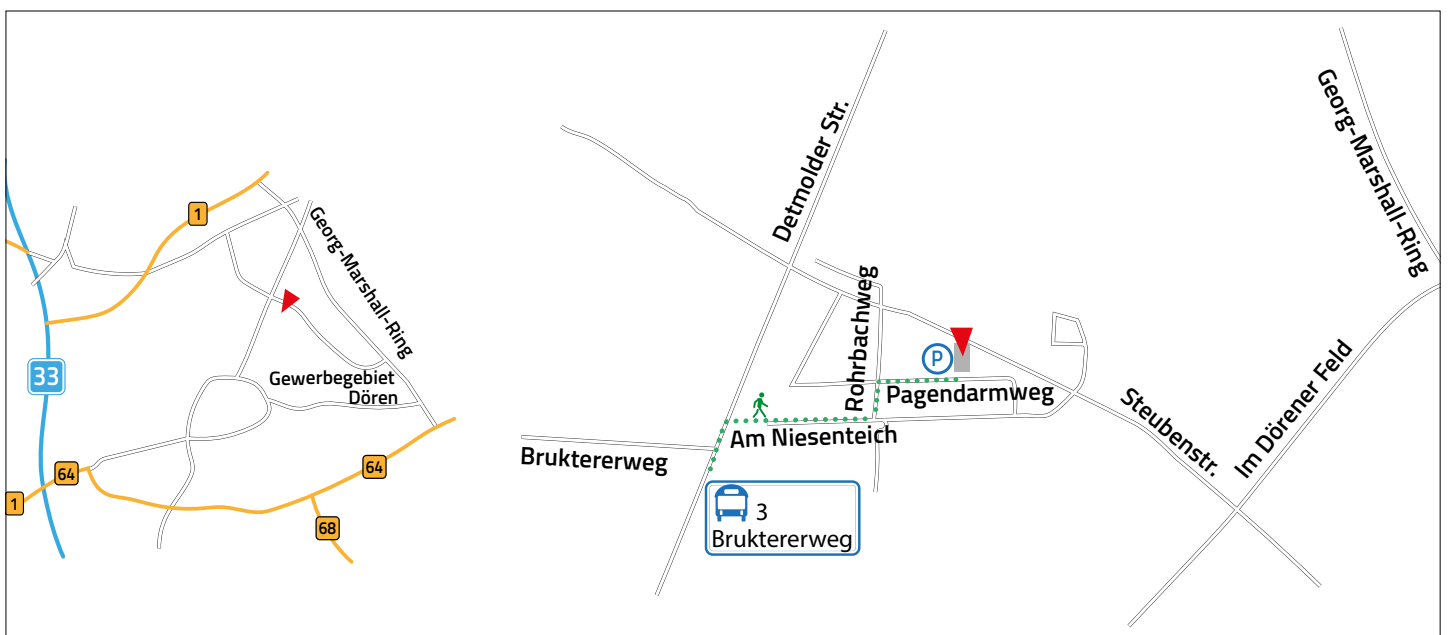 1
Georg-Marshall-Ring
33
Gewerbegebiet
Dören
64
1
64
68
Detmolder Str.
Georg-Marshall-Ring
Rohrbachweg
P
Pagendarmweg
Am Niesenteich
Bruktererweg
Steubenstr.
Im Dörener Feld
3
Bruktererweg